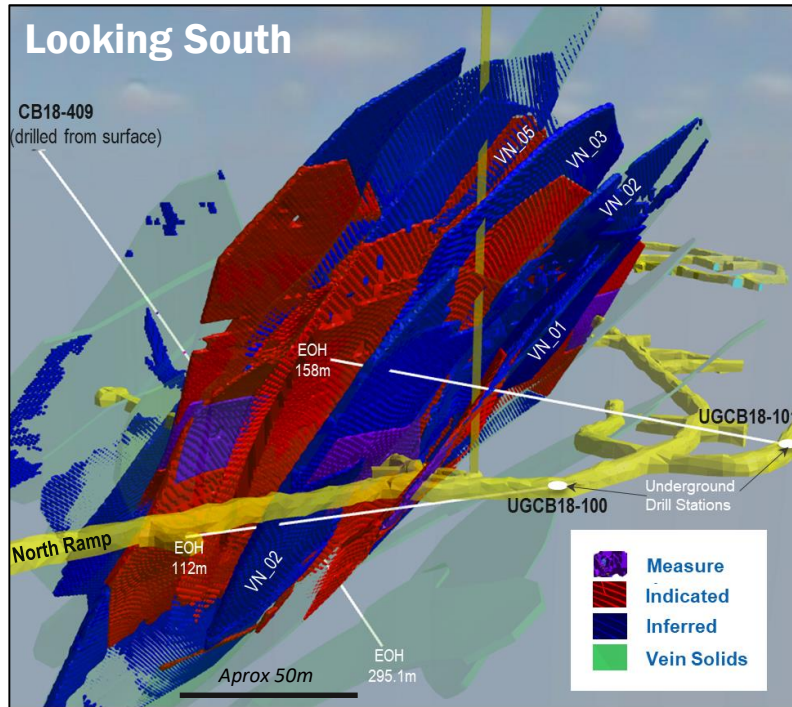 Looking South
CB18-409
(drilled from surface)
VN_05
VN_03
VN_02
VN_01
EOH
158m
UGCB18-101
Underground
Drill Stations
UGCB18-100
North Ramp
EOH
112m
VN_02
EOH
295.1m
Aprox 50m
Measure
Indicated
Inferred
Vein Solids